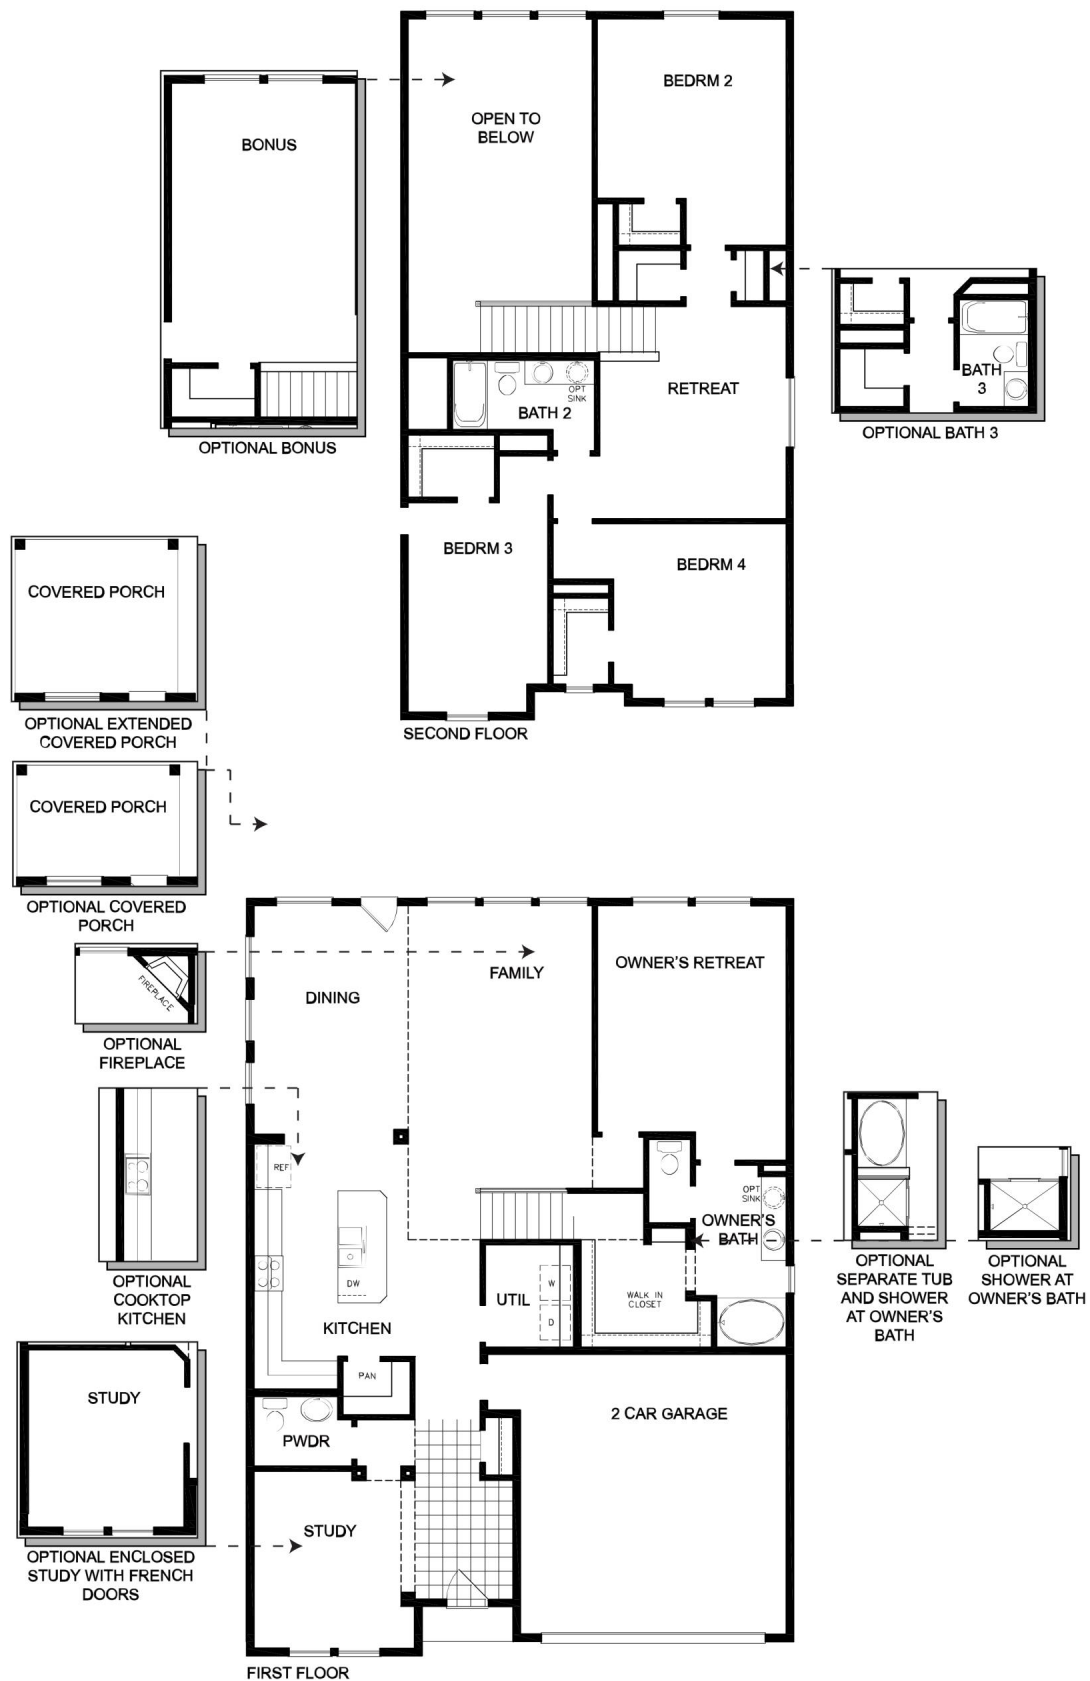 BEDRM 2
OPEN TO
BELOW
BONUS
OPTIONAL BONUS
RETREAT
OPT
SINK
BATH 2
BATH
3
OPTIONAL BATH 3
BEDRM 3
BEDRM 4
SECOND FLOOR
COVERED PORCH
OPTIONAL EXTENDED
COVERED PORCH
COVERED PORCH
OPTIONAL COVERED
PORCH
FIREPLACE
OPTIONAL
FIREPLACE
OPTIONAL
COOKTOP
KITCHEN
STUDY
OPTIONAL ENCLOSED
STUDY WITH FRENCH
DOORS
DINING
FAMILY
OWNER'S RETREAT
REF
OPT
SINK
OWNER'S
BATH
DW
KITCHEN
UTIL
W
D
WALK IN
CLOSET
PAN
PWDR
2 CAR GARAGE
STUDY
FIRST FLOOR
OPTIONAL
SEPARATE TUB
AND SHOWER
AT OWNER'S
BATH
OPTIONAL
SHOWER AT
OWNER'S BATH